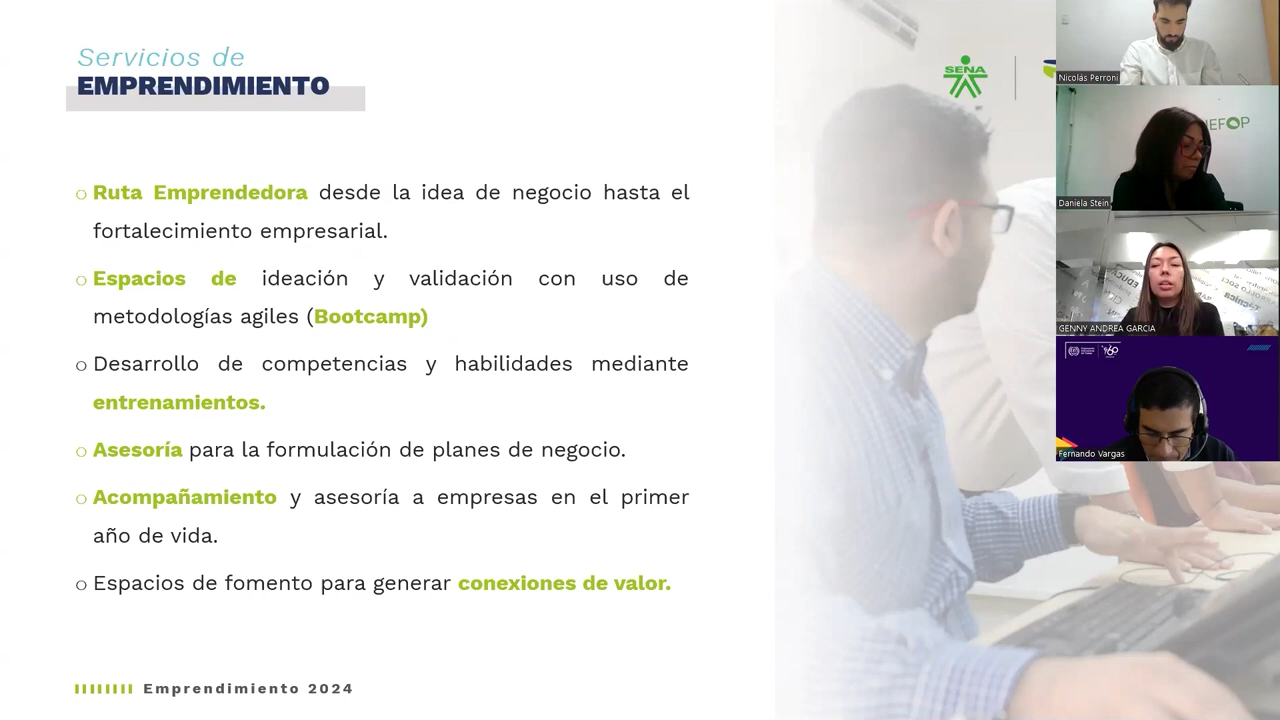 Servicios de
EMPRENDIMIENTO
SENA
o Ruta Emprendedora desde la idea de negocio hasta el
fortalecimiento empresarial.
o Espacios de ideación y validación con uso de
metodologías agiles (Bootcamp)
o Desarrollo de competencias y habilidades mediante
entrenamientos.
o Asesoría para la formulación de planes de negocio.
o Acompañamiento y asesoría a empresas en el primer
año de vida.
o Espacios de fomento para generar conexiones de valor.
Emprendimiento 2024
Nicolás Perroni
EFOP
Daniela Stein
GENNY ANDREA GARCIA
60
Fernando Vargas